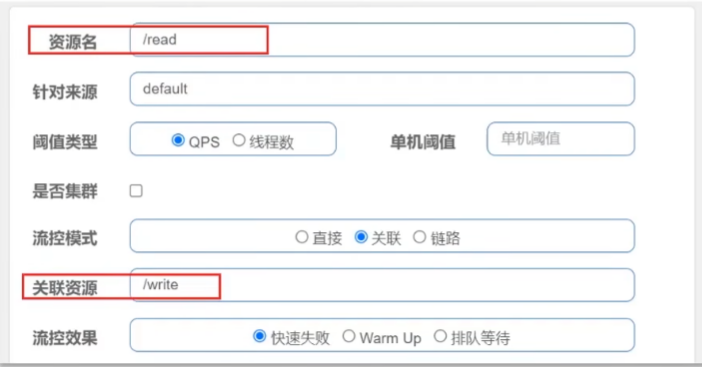 资源名 /read
针对来源 default
阈值类型 QPS 线程数 单机阈值 单机阈值
是否集群
流控模式 直接 关联 链路
关联资源 /write
流控效果 快速失败 Warm Up 排队等待